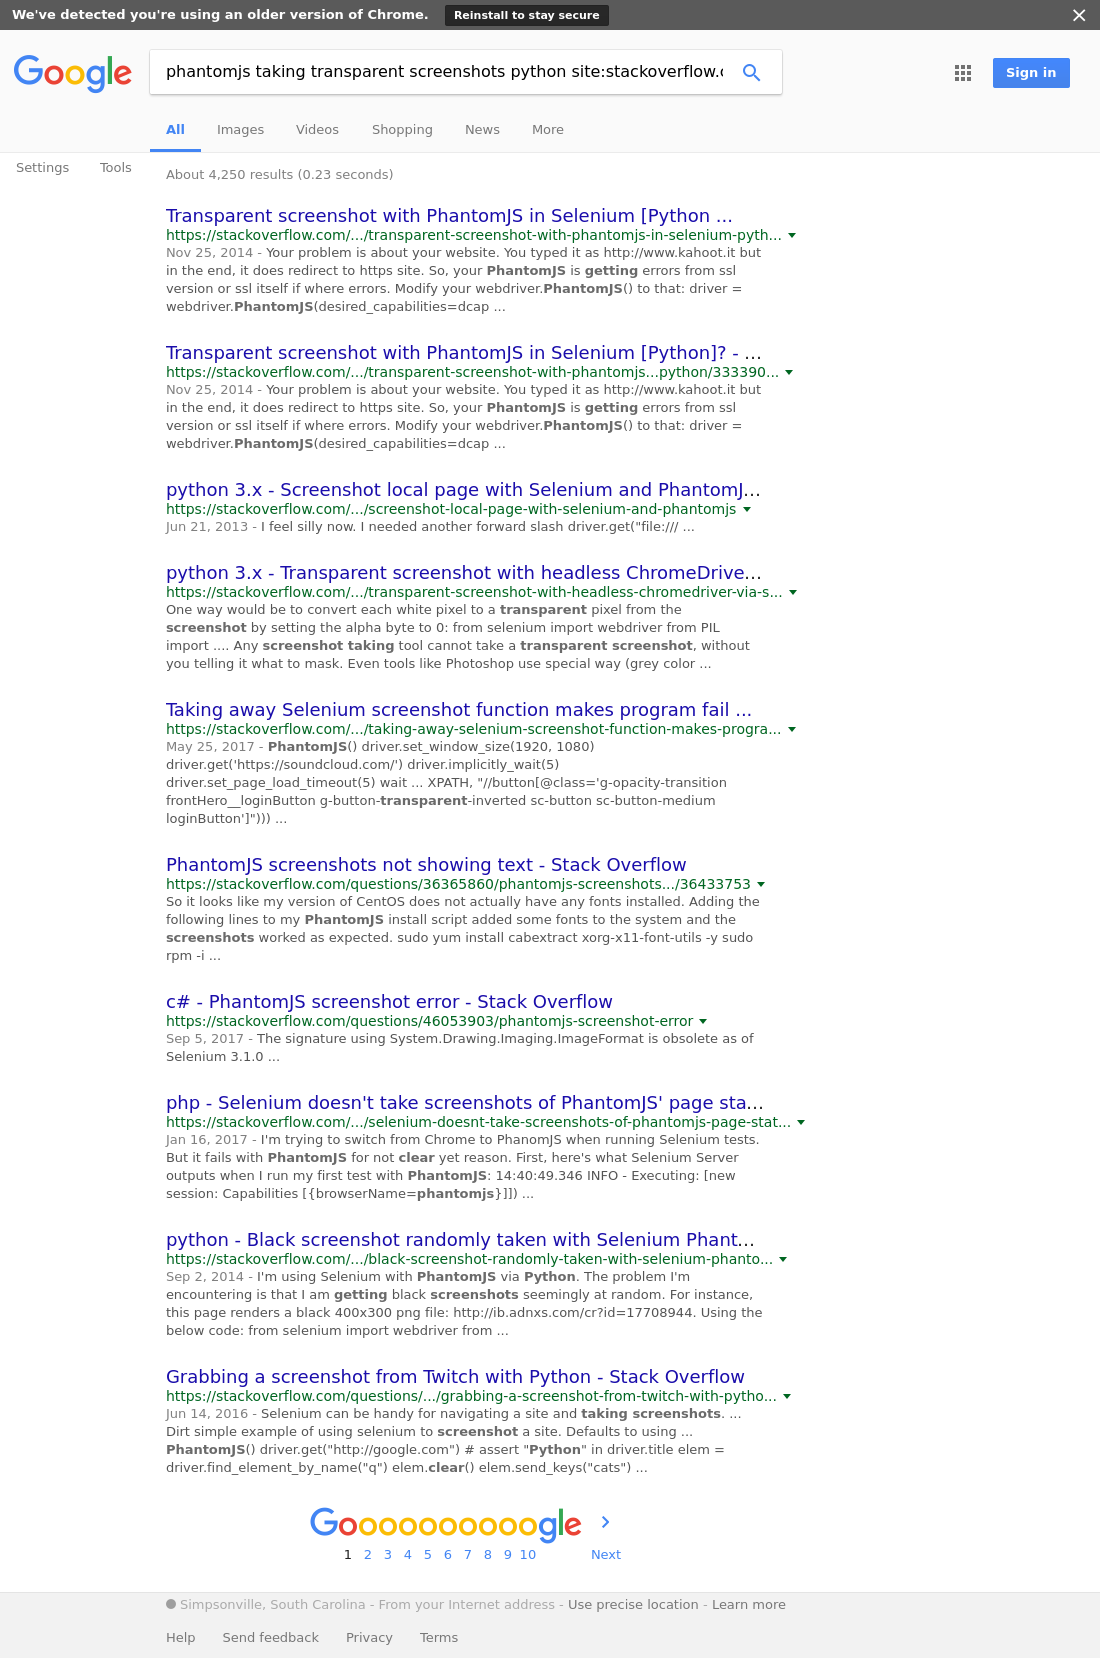 We've detected you're using an older version of Chrome. Reinstall to stay secure
Google phantomjs taking transparent screenshots python site:stackoverflow.c Sign in
All Images Videos Shopping News More
Settings Tools
About 4,250 results (0.23 seconds)
Transparent screenshot with PhantomJS in Selenium [Python ...
https://stackoverflow.com/.../transparent-screenshot-with-phantomjs-in-selenium-pyth...
Nov 25, 2014 - Your problem is about your website. You typed it as http://www.kahoot.it but
in the end, it does redirect to https site. So, your PhantomJS is getting errors from ssl
version or ssl itself if where errors. Modify your webdriver.PhantomJS() to that: driver =
webdriver.PhantomJS(desired_capabilities=dcap ...
Transparent screenshot with PhantomJS in Selenium [Python]? - ...
https://stackoverflow.com/.../transparent-screenshot-with-phantomjs...python/333390...
Nov 25, 2014 - Your problem is about your website. You typed it as http://www.kahoot.it but
in the end, it does redirect to https site. So, your PhantomJS is getting errors from ssl
version or ssl itself if where errors. Modify your webdriver.PhantomJS() to that: driver =
webdriver.PhantomJS(desired_capabilities=dcap ...
python 3.x - Screenshot local page with Selenium and PhantomJ...
https://stackoverflow.com/.../screenshot-local-page-with-selenium-and-phantomjs
Jun 21, 2013 - I feel silly now. I needed another forward slash driver.get("file:/// ...
python 3.x - Transparent screenshot with headless ChromeDrive...
https://stackoverflow.com/.../transparent-screenshot-with-headless-chromedriver-via-s...
One way would be to convert each white pixel to a transparent pixel from the
screenshot by setting the alpha byte to 0: from selenium import webdriver from PIL
import .... Any screenshot taking tool cannot take a transparent screenshot, without
you telling it what to mask. Even tools like Photoshop use special way (grey color ...
Taking away Selenium screenshot function makes program fail ...
https://stackoverflow.com/.../taking-away-selenium-screenshot-function-makes-progra...
May 25, 2017 - PhantomJS() driver.set_window_size(1920, 1080)
driver.get('https://soundcloud.com/') driver.implicitly_wait(5)
driver.set_page_load_timeout(5) wait ... XPATH, "//button[@class='g-opacity-transition
frontHero__loginButton g-button-transparent-inverted sc-button sc-button-medium
loginButton']"))) ...
PhantomJS screenshots not showing text - Stack Overflow
https://stackoverflow.com/questions/36365860/phantomjs-screenshots.../36433753
So it looks like my version of CentOS does not actually have any fonts installed. Adding the
following lines to my PhantomJS install script added some fonts to the system and the
screenshots worked as expected. sudo yum install cabextract xorg-x11-font-utils -y sudo
rpm -i ...
c# - PhantomJS screenshot error - Stack Overflow
https://stackoverflow.com/questions/46053903/phantomjs-screenshot-error
Sep 5, 2017 - The signature using System.Drawing.Imaging.ImageFormat is obsolete as of
Selenium 3.1.0 ...
php - Selenium doesn't take screenshots of PhantomJS' page sta...
https://stackoverflow.com/.../selenium-doesnt-take-screenshots-of-phantomjs-page-stat...
Jan 16, 2017 - I'm trying to switch from Chrome to PhanomJS when running Selenium tests.
But it fails with PhantomJS for not clear yet reason. First, here's what Selenium Server
outputs when I run my first test with PhantomJS: 14:40:49.346 INFO - Executing: [new
session: Capabilities [{browserName=phantomjs}]]) ...
python - Black screenshot randomly taken with Selenium Phant...
https://stackoverflow.com/.../black-screenshot-randomly-taken-with-selenium-phanto...
Sep 2, 2014 - I'm using Selenium with PhantomJS via Python. The problem I'm
encountering is that I am getting black screenshots seemingly at random. For instance,
this page renders a black 400x300 png file: http://ib.adnxs.com/cr?id=17708944. Using the
below code: from selenium import webdriver from ...
Grabbing a screenshot from Twitch with Python - Stack Overflow
https://stackoverflow.com/questions/.../grabbing-a-screenshot-from-twitch-with-pytho...
Jun 14, 2016 - Selenium can be handy for navigating a site and taking screenshots. ...
Dirt simple example of using selenium to screenshot a site. Defaults to using ...
PhantomJS() driver.get("http://google.com") # assert "Python" in driver.title elem =
driver.find_element_by_name("q") elem.clear() elem.send_keys("cats") ...
Goooooooooogle
1 2 3 4 5 6 7 8 9 10 Next
Simpsonville, South Carolina - From your Internet address - Use precise location - Learn more
Help Send feedback Privacy Terms